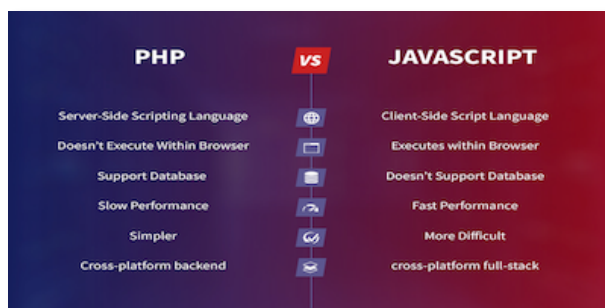 PHP VS JAVASCRIPT
Server-Side Scripting Language Client-Side Script Language
Doesn't Execute Within Browser Executes within Browser
Support Database Doesn't Support Database
Slow Performance Fast Performance
Simpler More Difficult
Cross-platform backend cross-platform full-stack